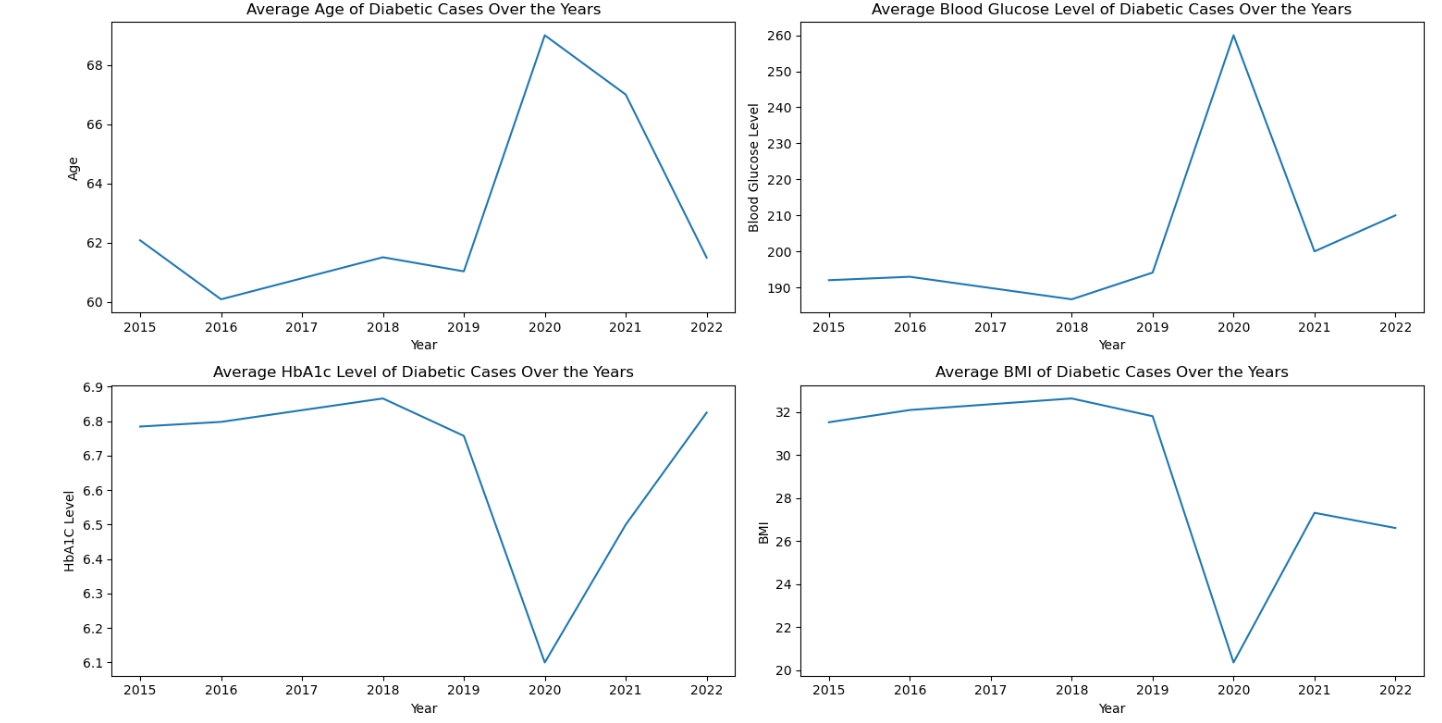 Average Age of Diabetic Cases Over the Years
Age
68
66
64
62
60
2015 2016 2017 2018 2019 2020 2021 2022
Year
Average Blood Glucose Level of Diabetic Cases Over the Years
Blood Glucose Level
260
250
240
230
220
210
200
190
2015 2016 2017 2018 2019 2020 2021 2022
Year
Average HbA1c Level of Diabetic Cases Over the Years
HbA1C Level
6.9
6.8
6.7
6.6
6.5
6.4
6.3
6.2
6.1
2015 2016 2017 2018 2019 2020 2021 2022
Year
Average BMI of Diabetic Cases Over the Years
BMI
32
30
28
26
24
22
20
2015 2016 2017 2018 2019 2020 2021 2022
Year